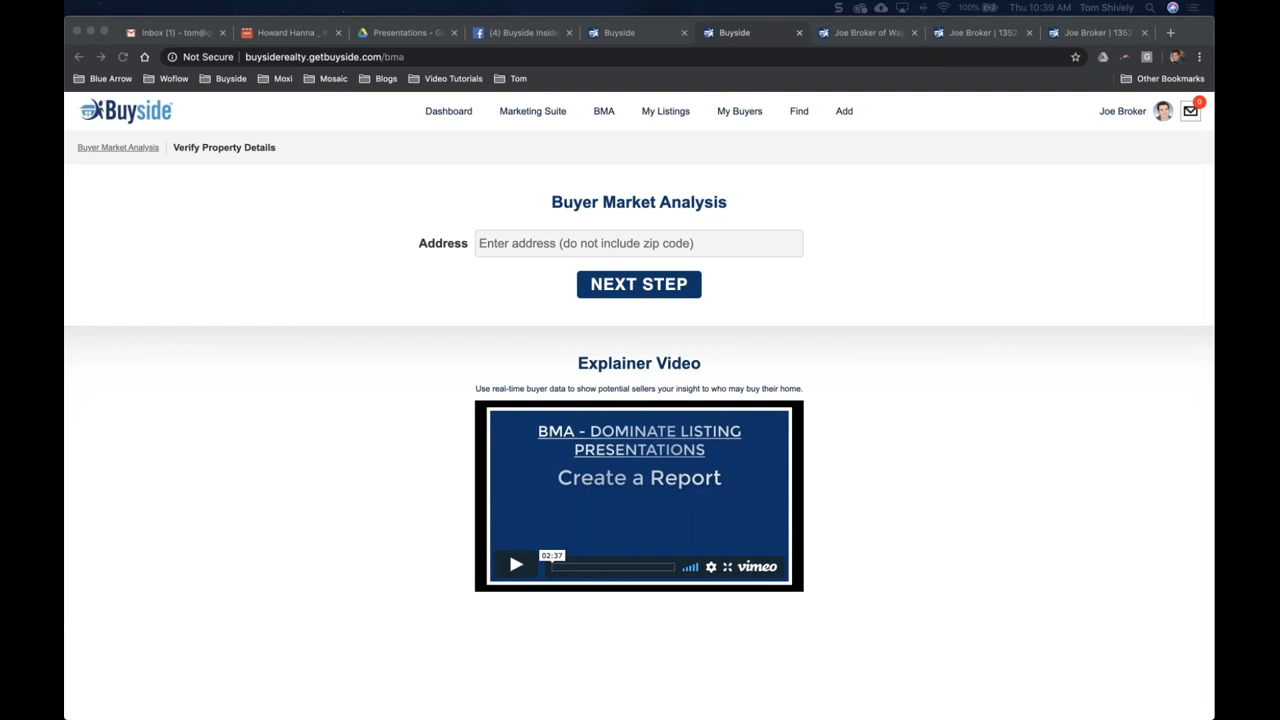 100% Thu 10:39 AM Tom Shively
Inbox (1) - tom@g
Howard Hanna _
Presentations - G
(4) Buyside Inside
Buyside
Buyside
Joe Broker of Way
Joe Broker | 1352
Joe Broker | 1352
Not Secure buysiderealty.getbuyside.com/bma
Blue Arrow Woflow Buyside Moxi Mosaic Blogs Video Tutorials Tom Other Bookmarks
Buyside Dashboard Marketing Suite BMA My Listings My Buyers Find Add Joe Broker 0
Buyer Market Analysis Verify Property Details
Buyer Market Analysis
Address Enter address (do not include zip code)
NEXT STEP
Explainer Video
Use real-time buyer data to show potential sellers your insight to who may buy their home.
BMA - DOMINATE LISTING
PRESENTATIONS
Create a Report
02:37
vimeo